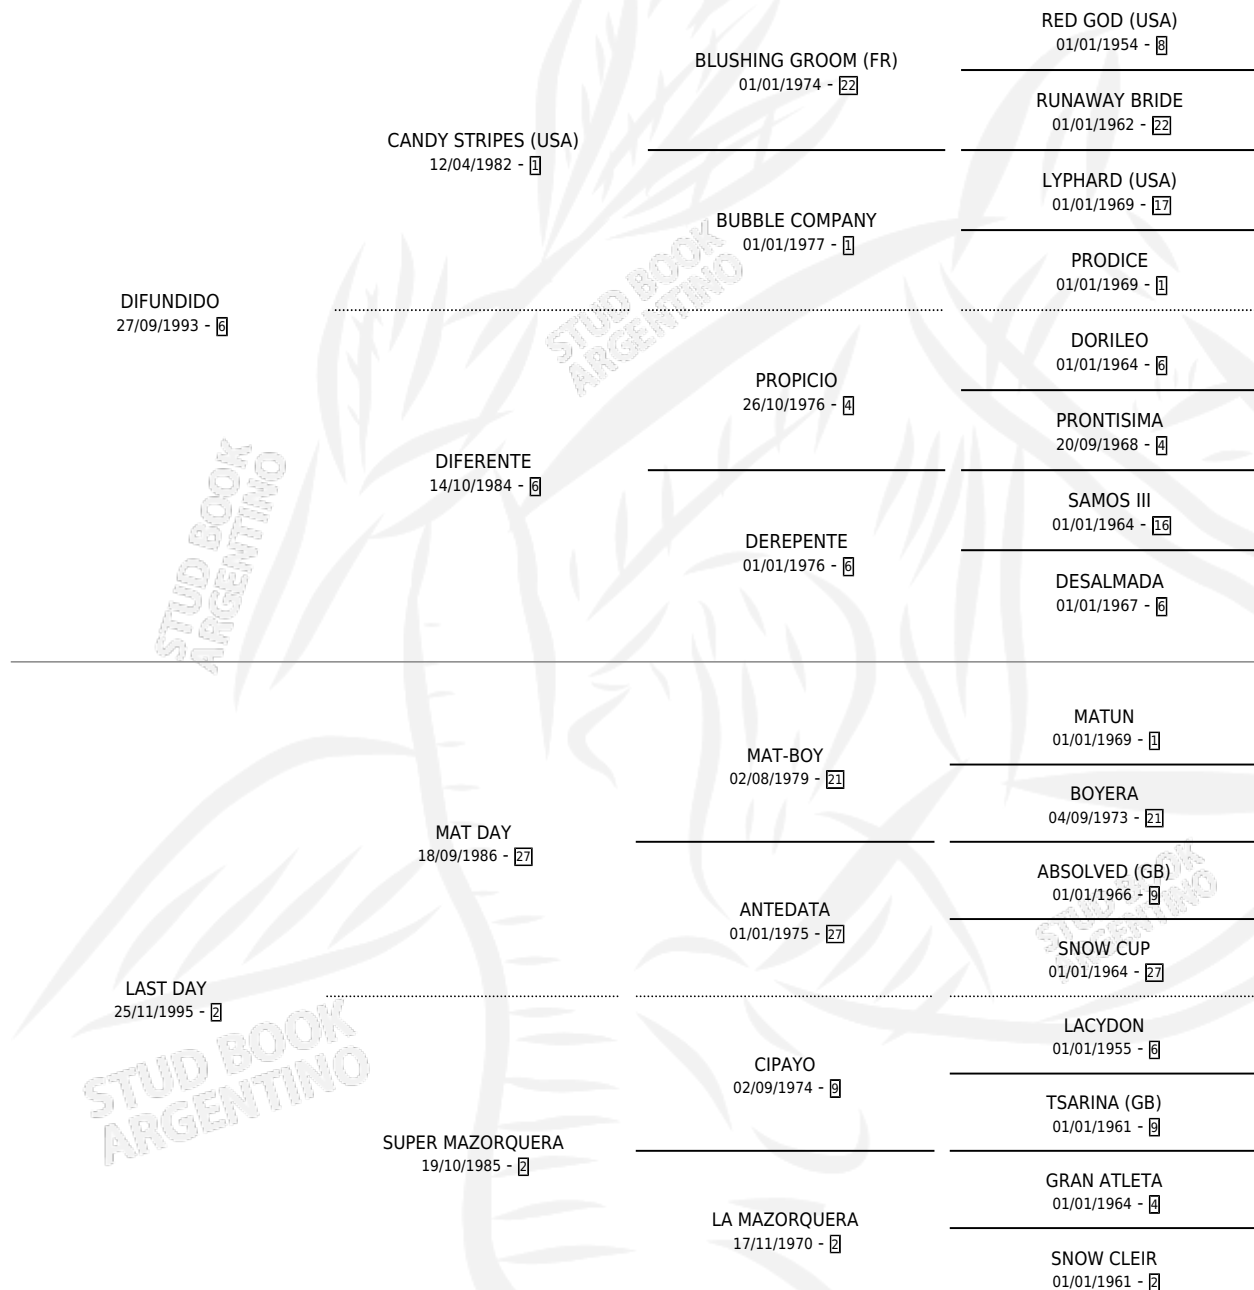 RED GOD (USA)
01/01/1954 - 8
BLUSHING GROOM (FR)
01/01/1974 - 22
RUNAWAY BRIDE
01/01/1962 - 22
CANDY STRIPES (USA)
12/04/1982 - 1
LYPHARD (USA)
01/01/1969 - 17
BUBBLE COMPANY
01/01/1977 - 1
PRODICE
01/01/1969 - 1
DIFUNDIDO
27/09/1993 - 6
STUD BOOK
ARGENTINO
DORILEO
01/01/1964 - 6
PROPICIO
26/10/1976 - 4
PRONTISIMA
20/09/1968 - 4
DIFERENTE
14/10/1984 - 6
SAMOS III
01/01/1964 - 16
DEREPENTE
01/01/1976 - 6
DESALMADA
01/01/1967 - 6
STUD BOOK
ARGENTINO
MATUN
01/01/1969 - 1
MAT-BOY
02/08/1979 - 21
BOYERA
04/09/1973 - 21
MAT DAY
18/09/1986 - 27
ABSOLVED (GB)
01/01/1966 - 9
ANTEDATA
01/01/1975 - 27
SNOW CUP
01/01/1964 - 27
STUD BOOK
ARGENTINO
LAST DAY
25/11/1995 - 2
STUD BOOK
ARGENTINO
LACYDON
01/01/1955 - 6
CIPAYO
02/09/1974 - 9
TSARINA (GB)
01/01/1961 - 9
SUPER MAZORQUERA
19/10/1985 - 2
GRAN ATLETA
01/01/1964 - 4
LA MAZORQUERA
17/11/1970 - 2
SNOW CLEIR
01/01/1961 - 2